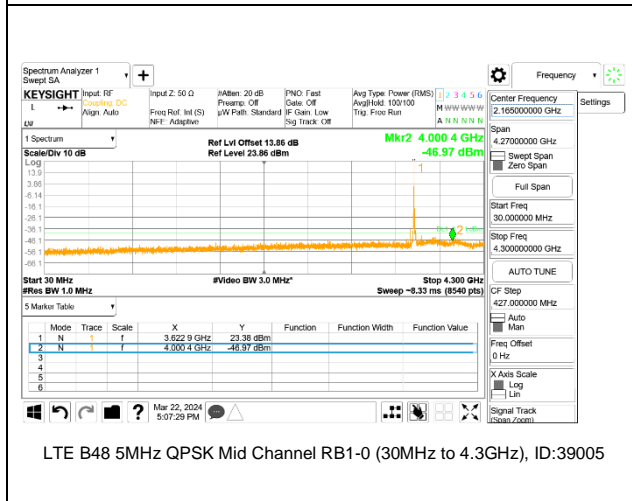 Spectrum Analyzer 1
Swept SA
Frequency
KEYSIGHT
Input: RF
Coupling: DC
Align: Auto
Input Z: 50 Ω
Freq Ref: Int (S)
NFE: Adaptive
#Atten: 20 dB
Preamp: Off
µW Path: Standard
PNO: Fast
Gate: Off
IF Gain: Low
Sig Track: Off
Avg Type: Power (RMS)
Avg|Hold: 100/100
Trig: Free Run
1 2 3 4 5 6
M W W W W W
A N N N N N
Center Frequency
2.165000000 GHz
Settings
Span
4.27000000 GHz
Swept Span
Zero Span
Full Span
Start Freq
30.000000 MHz
Stop Freq
4.300000000 GHz
AUTO TUNE
CF Step
427.000000 MHz
Auto
Man
Freq Offset
0 Hz
X Axis Scale
Log
Lin
Signal Track
(Span Zoom)
1 Spectrum
Scale/Div 10 dB
Ref Lvl Offset 13.86 dB
Ref Level 23.86 dBm
Mkr2 4.000 4 GHz
-46.97 dBm
Log
13.9
3.86
-6.14
-16.1
-26.1
-36.1
-46.1
-56.1
-66.1
1
2
Start 30 MHz
#Res BW 1.0 MHz
#Video BW 3.0 MHz*
Stop 4.300 GHz
Sweep ~8.33 ms (8540 pts)
5 Marker Table
Mode Trace Scale X Y Function Function Width Function Value
1 N 1 f 3.622 9 GHz 23.38 dBm
2 N 1 f 4.000 4 GHz -46.97 dBm
3
4
5
6
Mar 22, 2024
5:07:29 PM
LTE B48 5MHz QPSK Mid Channel RB1-0 (30MHz to 4.3GHz), ID:39005